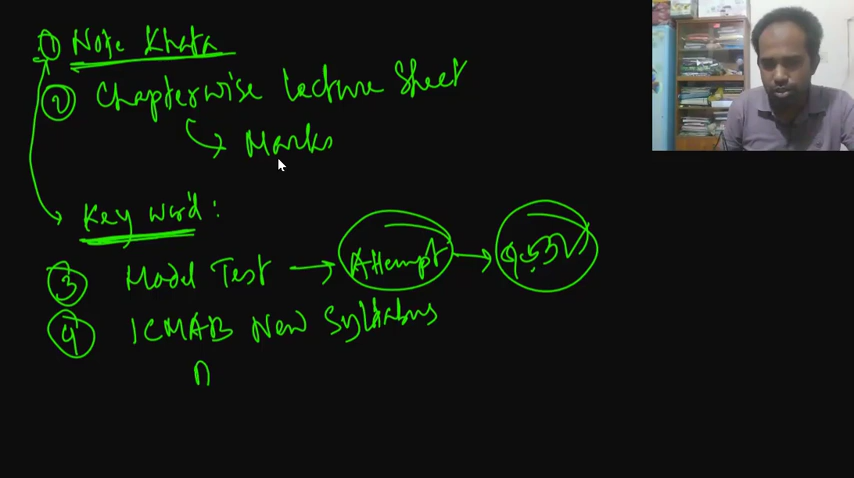 ① Note Khata
② Chapterwise Lecture Sheet
Marks
Key word:
③ Model Test → Attempt →
④ ICMAB New Syllabus